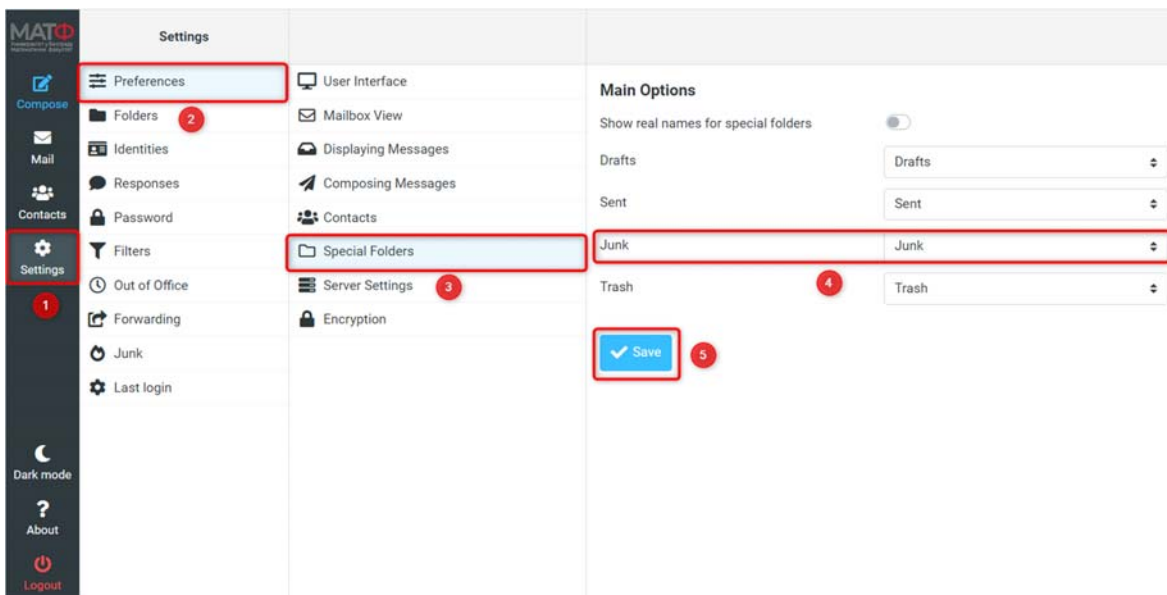 МАТФ
Settings
Compose
Mail
Contacts
Settings
1
Dark mode
About
Logout
Preferences
Folders
2
Identities
Responses
Password
Filters
Out of Office
Forwarding
Junk
Last login
User Interface
Mailbox View
Displaying Messages
Composing Messages
Contacts
Special Folders
Server Settings
3
Encryption
Main Options
Show real names for special folders
Drafts Drafts
Sent Sent
Junk Junk
4
Trash Trash
Save
5